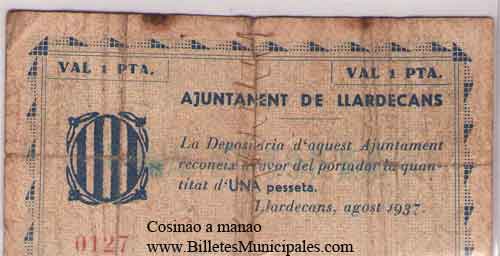 VAL 1 PTA.
VAL 1 PTA.
AJUNTAMENT DE LLARDECANS
La Depositaria d'aquest Ajuntament
reconeix a favor del portador la quan-
titat d'UNA pesseta.
Llardecans, agost 1937.
0127
Cosinao a manao
www.BilletesMunicipales.com